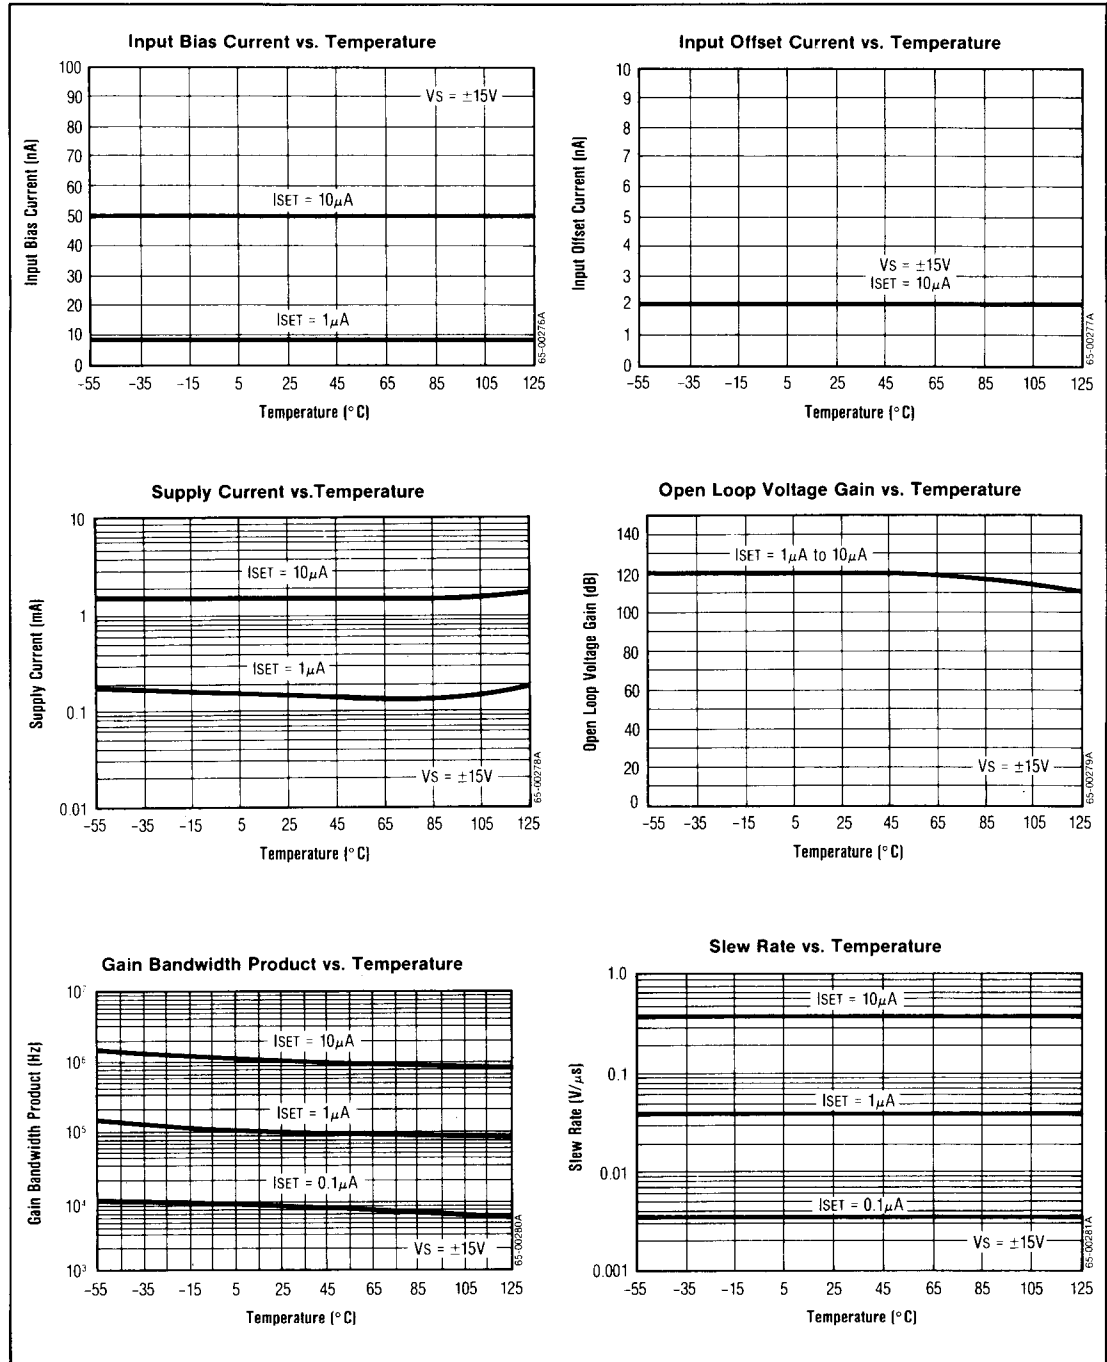 Input Bias Current vs. Temperature
Input Bias Current (nA)
100
90
80
70
60
50
40
30
20
10
0
VS = ±15V
ISET = 10μA
ISET = 1μA
65-00276A
-55 -35 -15 5 25 45 65 85 105 125
Temperature (°C)
Input Offset Current vs. Temperature
Input Offset Current (nA)
10
9
8
7
6
5
4
3
2
1
0
VS = ±15V
ISET = 10μA
65-00277A
-55 -35 -15 5 25 45 65 85 105 125
Temperature (°C)
Supply Current vs.Temperature
Supply Current (mA)
10
1
0.1
0.01
ISET = 10μA
ISET = 1μA
VS = ±15V
65-00278A
-55 -35 -15 5 25 45 65 85 105 125
Temperature (°C)
Open Loop Voltage Gain vs. Temperature
Open Loop Voltage Gain (dB)
140
120
100
80
60
40
20
0
ISET = 1μA to 10μA
VS = ±15V
65-00279A
-55 -35 -15 5 25 45 65 85 105 125
Temperature (°C)
Gain Bandwidth Product vs. Temperature
Gain Bandwidth Product (Hz)
10⁷
10⁶
10⁵
10⁴
10³
ISET = 10μA
ISET = 1μA
ISET = 0.1μA
VS = ±15V
65-00280A
-55 -35 -15 5 25 45 65 85 105 125
Temperature (°C)
Slew Rate vs. Temperature
Slew Rate (V/μs)
1.0
0.1
0.01
0.001
ISET = 10μA
ISET = 1μA
ISET = 0.1μA
VS = ±15V
65-00281A
-55 -35 -15 5 25 45 65 85 105 125
Temperature (°C)